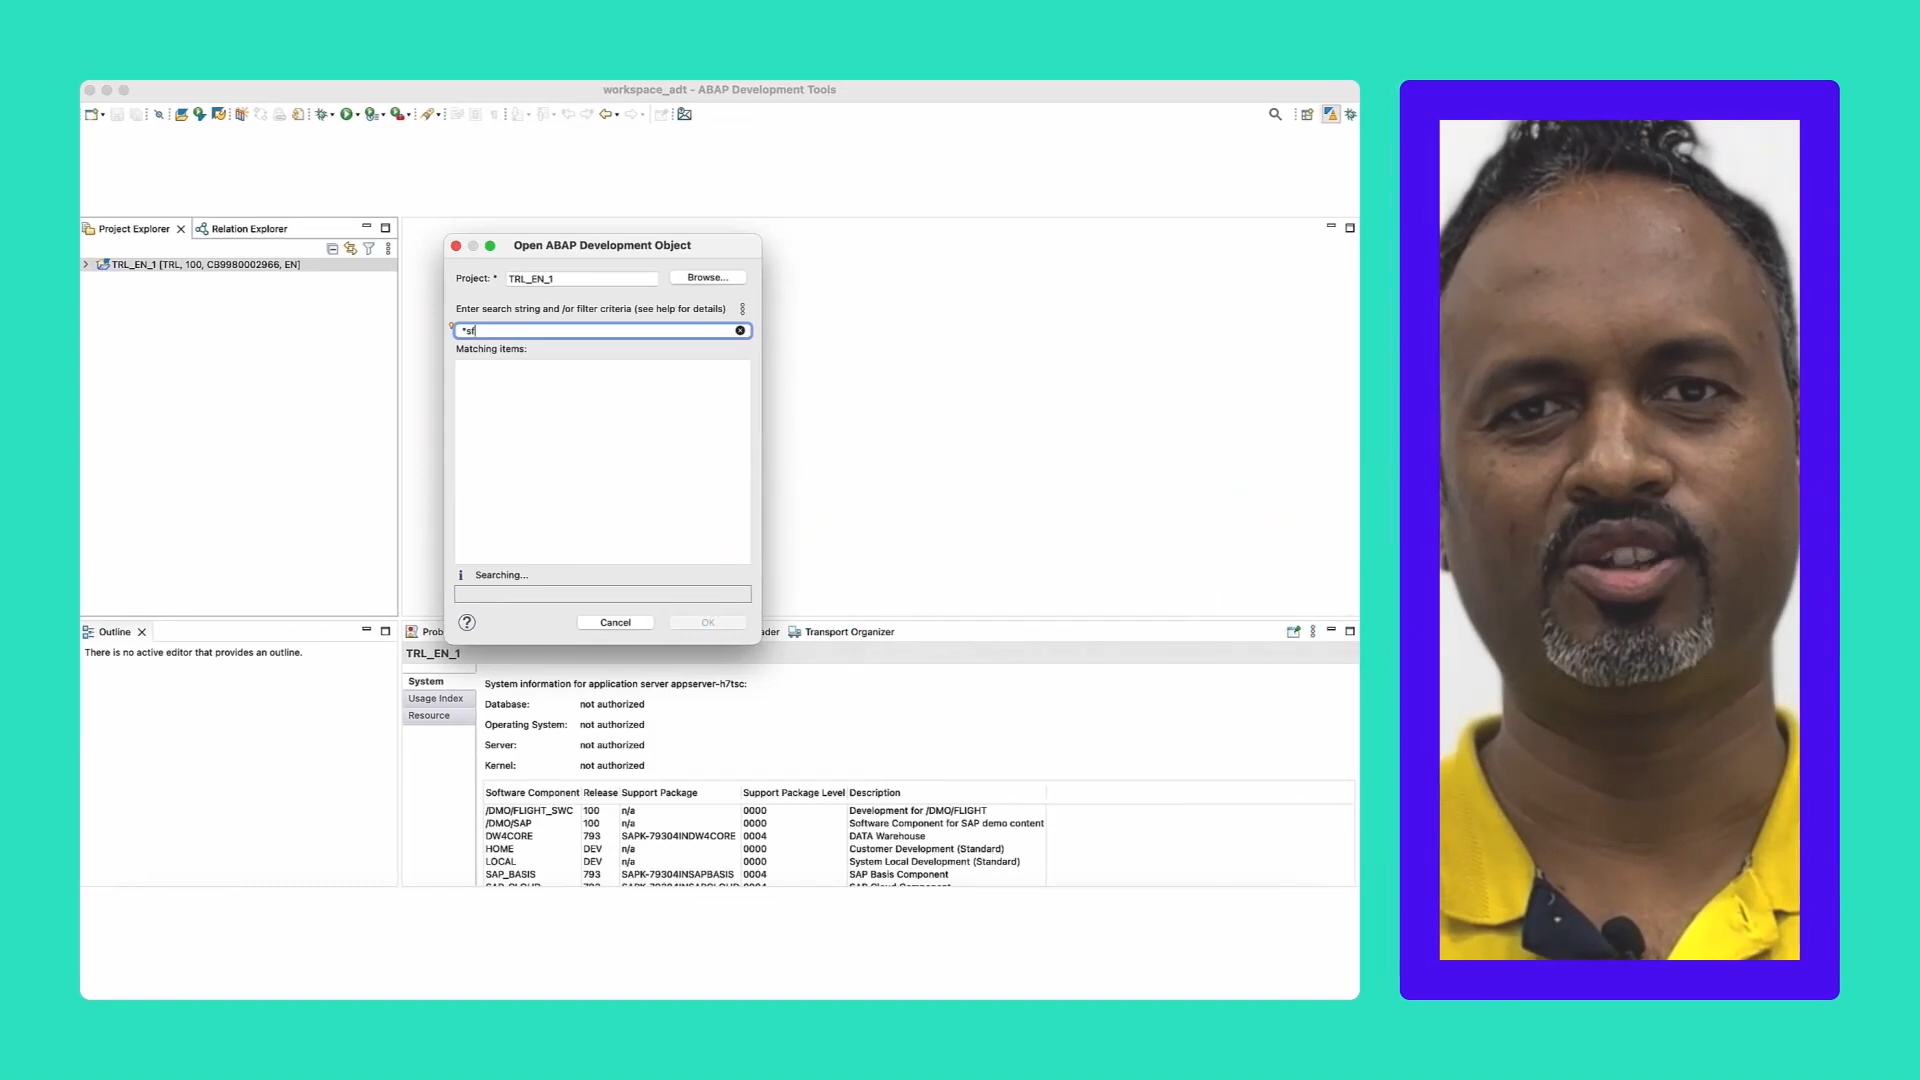 workspace_adt - ABAP Development Tools
Project Explorer
Relation Explorer
TRL_EN_1 [TRL, 100, CB9980002966, EN]
Open ABAP Development Object
Project: * TRL_EN_1 Browse...
Enter search string and /or filter criteria (see help for details)
*sf
Matching items:
i Searching...
? Cancel OK
Outline
There is no active editor that provides an outline.
Transport Organizer
TRL_EN_1
System
Usage Index
Resource
System information for application server appserver-h7tsc:
Database: not authorized
Operating System: not authorized
Server: not authorized
Kernel: not authorized
Software Component Release Support Package Support Package Level Description
/DMO/FLIGHT_SWC 100 n/a 0000 Development for /DMO/FLIGHT
/DMO/SAP 100 n/a 0000 Software Component for SAP demo content
DW4CORE 793 SAPK-79304INDW4CORE 0004 DATA Warehouse
HOME DEV n/a 0000 Customer Development (Standard)
LOCAL DEV n/a 0000 System Local Development (Standard)
SAP_BASIS 793 SAPK-79304INSAPBASIS 0004 SAP Basis Component